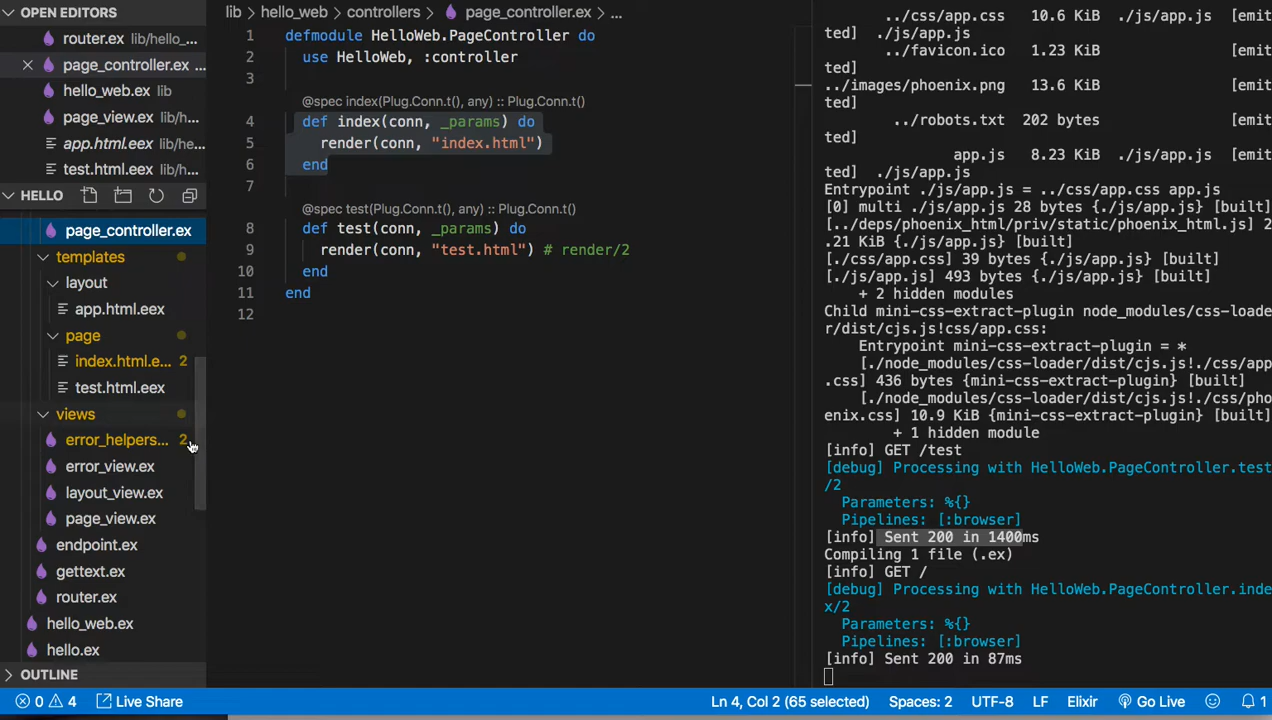 OPEN EDITORS
router.ex lib/hello_...
page_controller.ex ...
hello_web.ex lib
page_view.ex lib/h...
app.html.eex lib/he...
test.html.eex lib/h...
HELLO
page_controller.ex
templates
layout
app.html.eex
page
index.html.e... 2
test.html.eex
views
error_helpers... 2
error_view.ex
layout_view.ex
page_view.ex
endpoint.ex
gettext.ex
router.ex
hello_web.ex
hello.ex
OUTLINE
lib > hello_web > controllers > page_controller.ex > ...
1 defmodule HelloWeb.PageController do
2 use HelloWeb, :controller
3
@spec index(Plug.Conn.t(), any) :: Plug.Conn.t()
4 def index(conn, _params) do
5 render(conn, "index.html")
6 end
7
@spec test(Plug.Conn.t(), any) :: Plug.Conn.t()
8 def test(conn, _params) do
9 render(conn, "test.html") # render/2
10 end
11 end
12
../css/app.css 10.6 KiB ./js/app.js [emit
ted] ./js/app.js
../favicon.ico 1.23 KiB [emit
ted]
../images/phoenix.png 13.6 KiB [emit
ted]
../robots.txt 202 bytes [emit
ted]
app.js 8.23 KiB ./js/app.js [emit
ted] ./js/app.js
Entrypoint ./js/app.js = ../css/app.css app.js
[0] multi ./js/app.js 28 bytes {./js/app.js} [built]
[../deps/phoenix_html/priv/static/phoenix_html.js] 2
.21 KiB {./js/app.js} [built]
[./css/app.css] 39 bytes {./js/app.js} [built]
[./js/app.js] 493 bytes {./js/app.js} [built]
+ 2 hidden modules
Child mini-css-extract-plugin node_modules/css-loade
r/dist/cjs.js!css/app.css:
Entrypoint mini-css-extract-plugin = *
[./node_modules/css-loader/dist/cjs.js!./css/app
.css] 436 bytes {mini-css-extract-plugin} [built]
[./node_modules/css-loader/dist/cjs.js!./css/pho
enix.css] 10.9 KiB {mini-css-extract-plugin} [built]
+ 1 hidden module
[info] GET /test
[debug] Processing with HelloWeb.PageController.test
/2
Parameters: %{}
Pipelines: [:browser]
[info] Sent 200 in 1400ms
Compiling 1 file (.ex)
[info] GET /
[debug] Processing with HelloWeb.PageController.inde
x/2
Parameters: %{}
Pipelines: [:browser]
[info] Sent 200 in 87ms
0 4 Live Share Ln 4, Col 2 (65 selected) Spaces: 2 UTF-8 LF Elixir Go Live 1